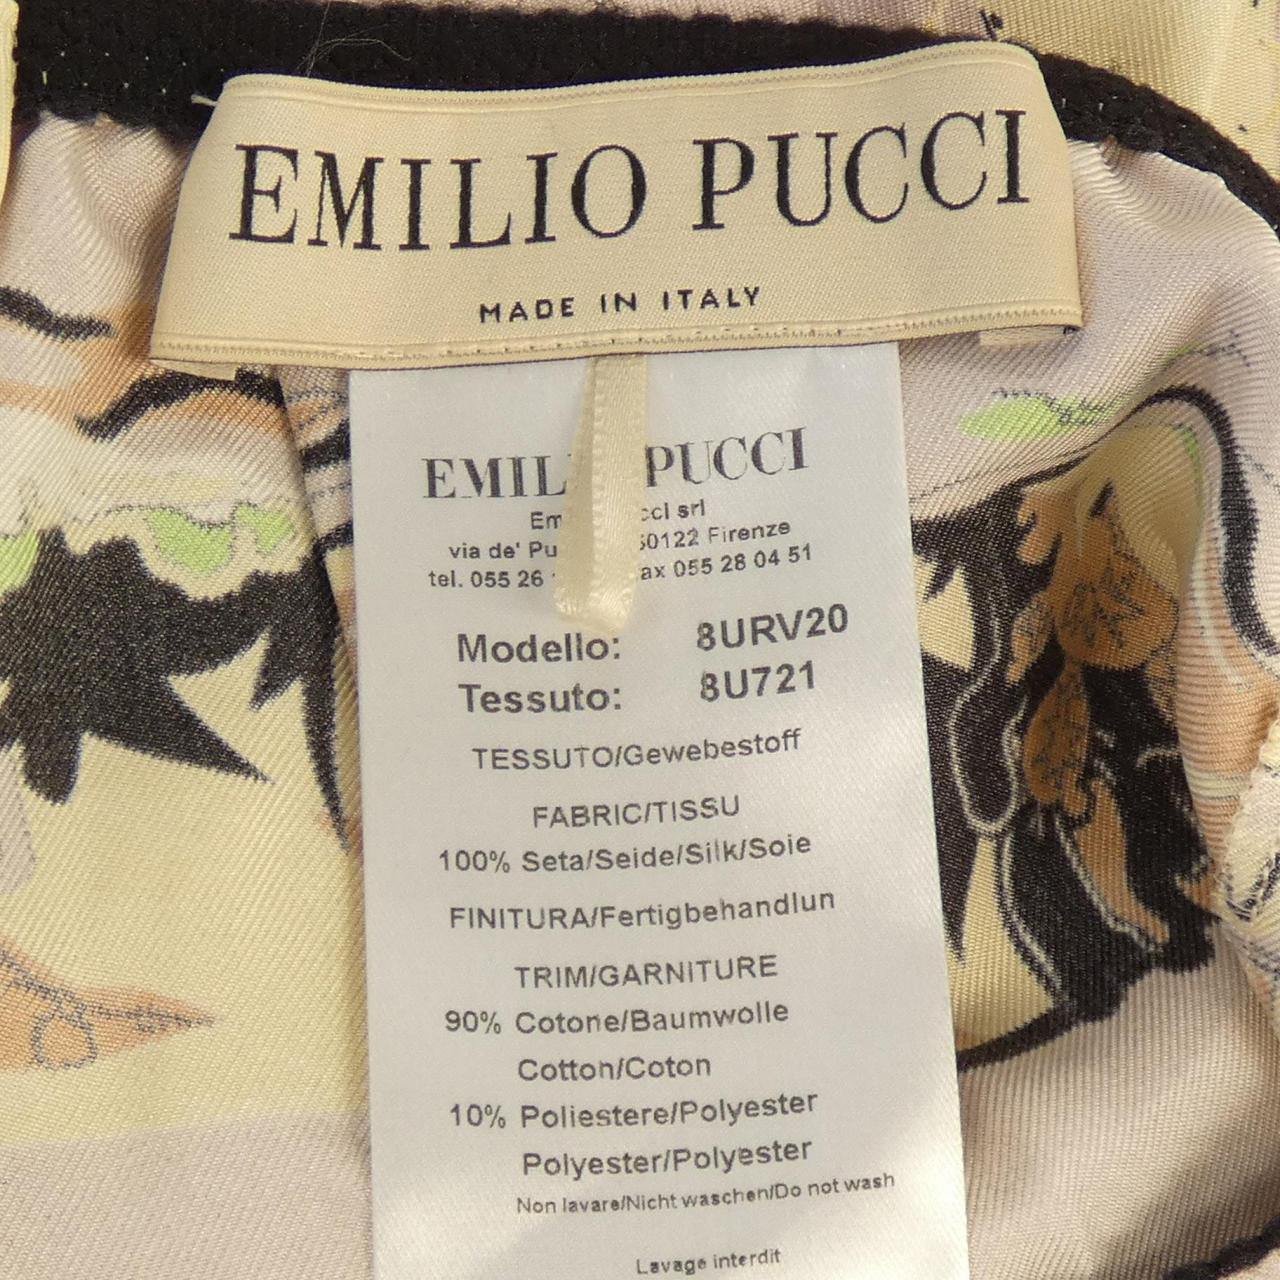 EMILIO PUCCI
MADE IN ITALY
EMIL PUCCI
Em cci srl
via de' Pu 50122 Firenze
tel. 055 26 ax 055 28 04 51
Modello: 8URV20
Tessuto: 8U721
TESSUTO/Gewebestoff
FABRIC/TISSU
100% Seta/Seide/Silk/Soie
FINITURA/Fertigbehandlun
TRIM/GARNITURE
90% Cotone/Baumwolle
Cotton/Coton
10% Poliestere/Polyester
Polyester/Polyester
Non lavare/Nicht waschen/Do not wash
Lavage interdit